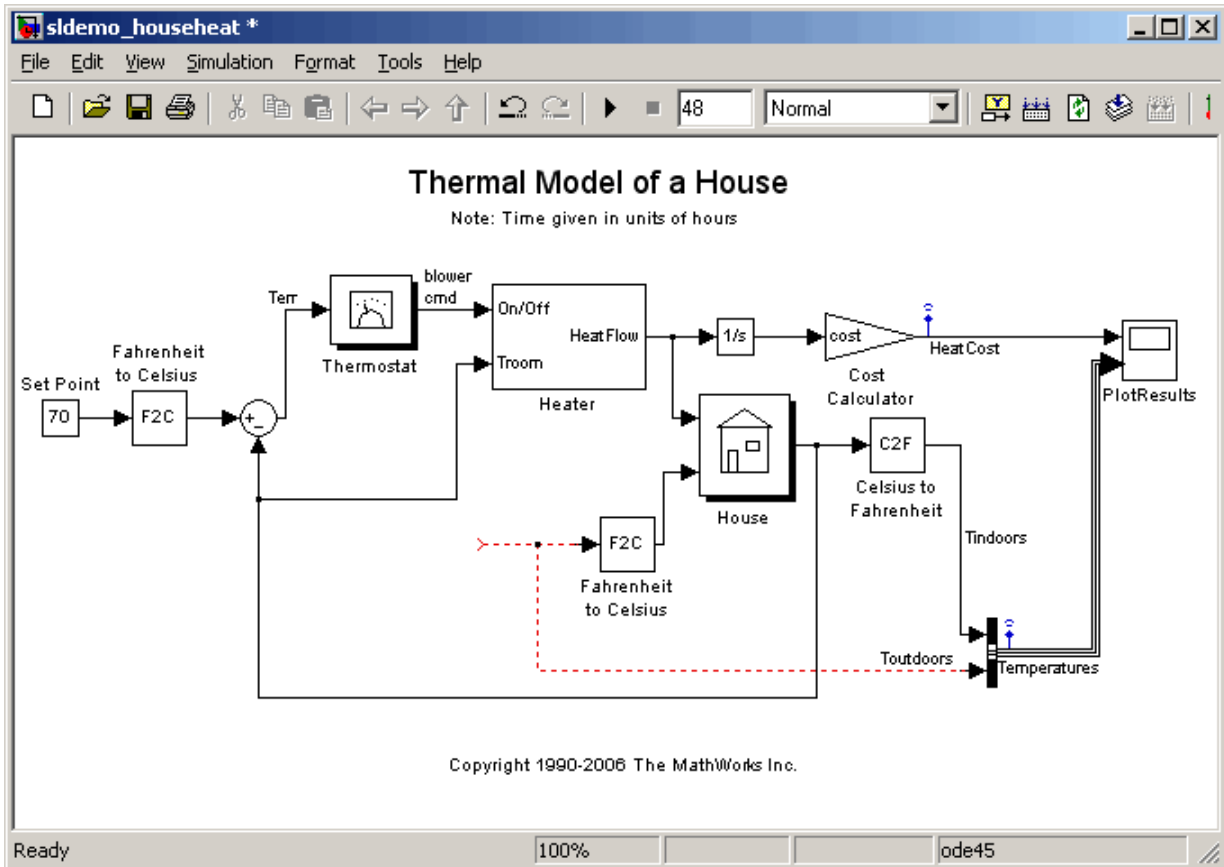 sldemo_househeat *
File Edit View Simulation Format Tools Help
48 Normal
Thermal Model of a House
Note: Time given in units of hours
Terr
blower
cmd
Thermostat
On/Off
HeatFlow
Troom
Heater
1/s
cost
Cost
Calculator
HeatCost
PlotResults
Set Point
70
Fahrenheit
to Celsius
F2C
+
-
House
C2F
Celsius to
Fahrenheit
F2C
Fahrenheit
to Celsius
Tindoors
Toutdoors
Temperatures
Copyright 1990-2006 The MathWorks Inc.
Ready 100% ode45